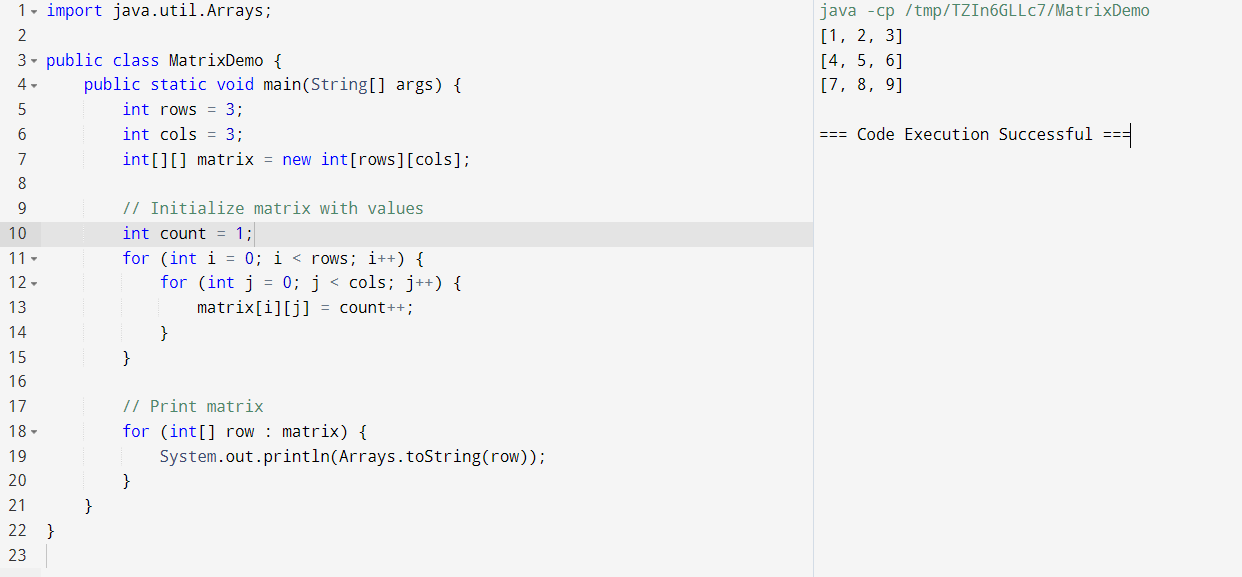 1 import java.util.Arrays;
2
3 public class MatrixDemo {
4     public static void main(String[] args) {
5         int rows = 3;
6         int cols = 3;
7         int[][] matrix = new int[rows][cols];
8
9         // Initialize matrix with values
10         int count = 1;
11         for (int i = 0; i < rows; i++) {
12             for (int j = 0; j < cols; j++) {
13                 matrix[i][j] = count++;
14             }
15         }
16
17         // Print matrix
18         for (int[] row : matrix) {
19             System.out.println(Arrays.toString(row));
20         }
21     }
22 }
23
java -cp /tmp/TZIn6GLLc7/MatrixDemo
[1, 2, 3]
[4, 5, 6]
[7, 8, 9]
=== Code Execution Successful ===